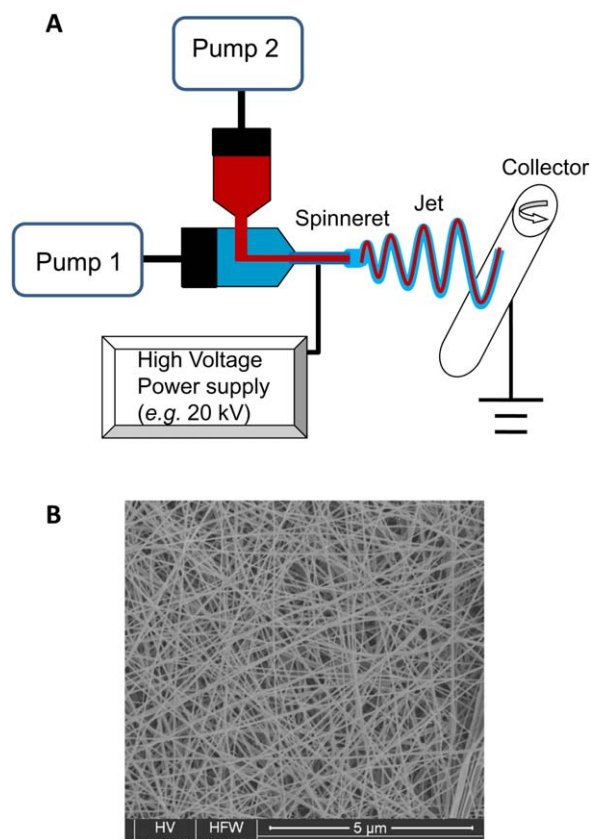 A
Pump 2
Collector
Spinneret
Jet
Pump 1
High Voltage
Power supply
(e.g. 20 kV)
B
HV
HFW
5 µm